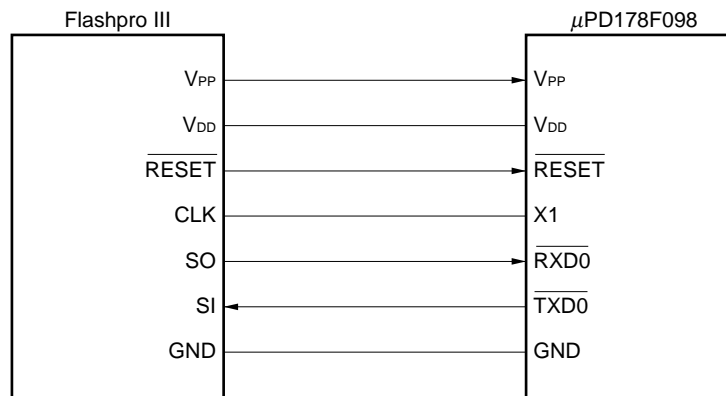 Flashpro III
μPD178F098
VPP
VPP
VDD
VDD
RESET
RESET
CLK
X1
SO
RXD0
SI
TXD0
GND
GND